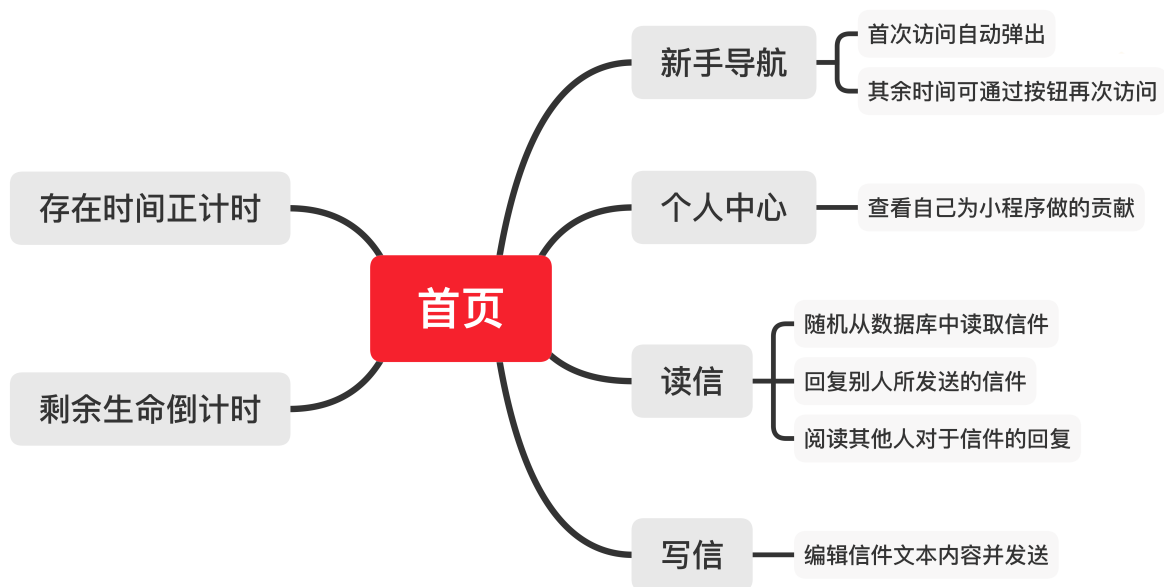 首页
新手导航
首次访问自动弹出
其余时间可通过按钮再次访问
个人中心
查看自己为小程序做的贡献
读信
随机从数据库中读取信件
回复别人所发送的信件
阅读其他人对于信件的回复
写信
编辑信件文本内容并发送
存在时间正计时
剩余生命倒计时